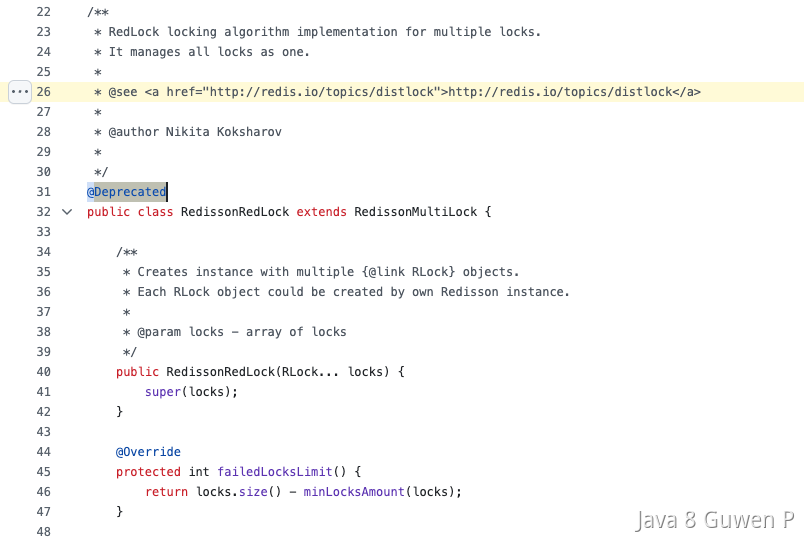 22 /**
23  * RedLock locking algorithm implementation for multiple locks.
24  * It manages all locks as one.
25  *
26  * @see <a href="http://redis.io/topics/distlock">http://redis.io/topics/distlock</a>
27  *
28  * @author Nikita Koksharov
29  *
30  */
31 @Deprecated
32 public class RedissonRedLock extends RedissonMultiLock {
33
34     /**
35      * Creates instance with multiple {@link RLock} objects.
36      * Each RLock object could be created by own Redisson instance.
37      *
38      * @param locks - array of locks
39      */
40     public RedissonRedLock(RLock... locks) {
41         super(locks);
42     }
43
44     @Override
45     protected int failedLocksLimit() {
46         return locks.size() - minLocksAmount(locks);
47     }
48
Java 8 Guwen P